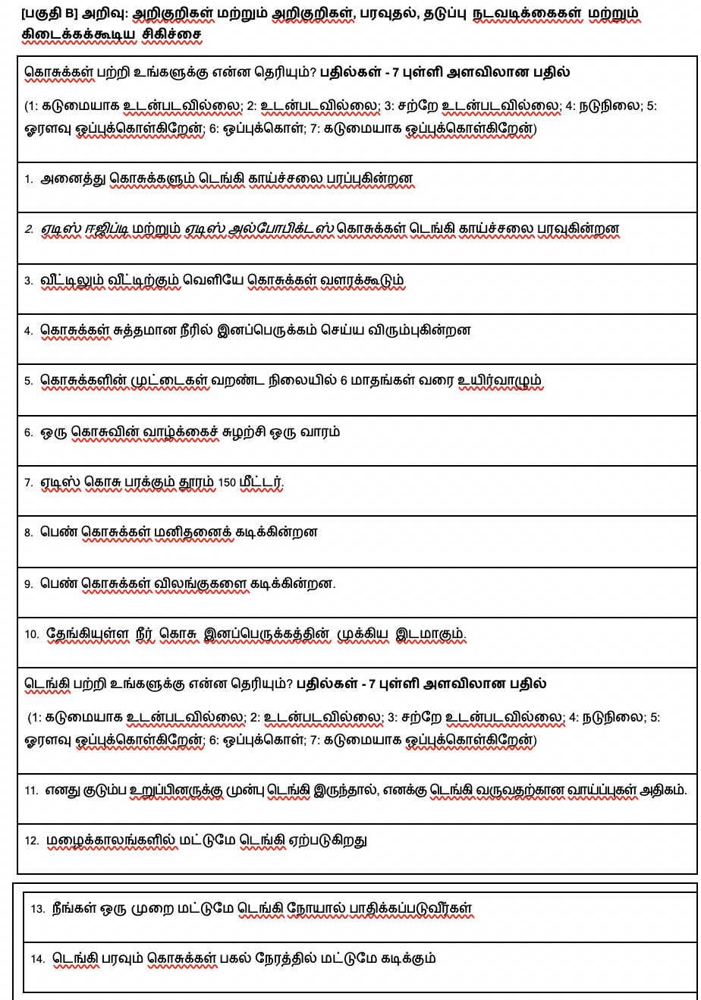 [பகுதி B] அறிவு: அறிகுறிகள் மற்றும் அறிகுறிகள், பரவுதல், தடுப்பு நடவடிக்கைகள் மற்றும்
கிடைக்கக்கூடிய சிகிச்சை
கொசுக்கள் பற்றி உங்களுக்கு என்ன தெரியும்? பதில்கள் - 7 புள்ளி அளவிலான பதில்
(1: கடுமையாக உடன்படவில்லை; 2: உடன்படவில்லை; 3: சற்றே உடன்படவில்லை; 4: நடுநிலை; 5:
ஓரளவு ஒப்புக்கொள்கிறேன்; 6: ஒப்புக்கொள்; 7: கடுமையாக ஒப்புக்கொள்கிறேன்)
1. அனைத்து கொசுக்களும் டெங்கி காய்ச்சலை பரப்புகின்றன
2. ஏடிஸ் ஈஜிப்டி மற்றும் ஏடிஸ் அல்போபிக்டஸ் கொசுக்கள் டெங்கி காய்ச்சலை பரவுகின்றன
3. வீட்டிலும் வீட்டிற்கும் வெளியே கொசுக்கள் வளரக்கூடும்
4. கொசுக்கள் சுத்தமான நீரில் இனப்பெருக்கம் செய்ய விரும்புகின்றன
5. கொசுக்களின் முட்டைகள் வறண்ட நிலையில் 6 மாதங்கள் வரை உயிர்வாழும்
6. ஒரு கொசுவின் வாழ்க்கைச் சுழற்சி ஒரு வாரம்
7. ஏடிஸ் கொசு பரக்கும் தூரம் 150 மீட்டர்.
8. பெண் கொசுக்கள் மனிதனைக் கடிக்கின்றன
9. பெண் கொசுக்கள் விலங்குகளை கடிக்கின்றன.
10. தேங்கியுள்ள நீர் கொசு இனப்பெருக்கத்தின் முக்கிய இடமாகும்.
டெங்கி பற்றி உங்களுக்கு என்ன தெரியும்? பதில்கள் - 7 புள்ளி அளவிலான பதில்
(1: கடுமையாக உடன்படவில்லை; 2: உடன்படவில்லை; 3: சற்றே உடன்படவில்லை; 4: நடுநிலை; 5:
ஓரளவு ஒப்புக்கொள்கிறேன்; 6: ஒப்புக்கொள்; 7: கடுமையாக ஒப்புக்கொள்கிறேன்)
11. எனது குடும்ப உறுப்பினருக்கு முன்பு டெங்கி இருந்தால், எனக்கு டெங்கி வருவதற்கான வாய்ப்புகள் அதிகம்.
12. மழைக்காலங்களில் மட்டுமே டெங்கி ஏற்படுகிறது
13. நீங்கள் ஒரு முறை மட்டுமே டெங்கி நோயால் பாதிக்கப்படுவீர்கள்
14. டெங்கி பரவும் கொசுக்கள் பகல் நேரத்தில் மட்டுமே கடிக்கும்